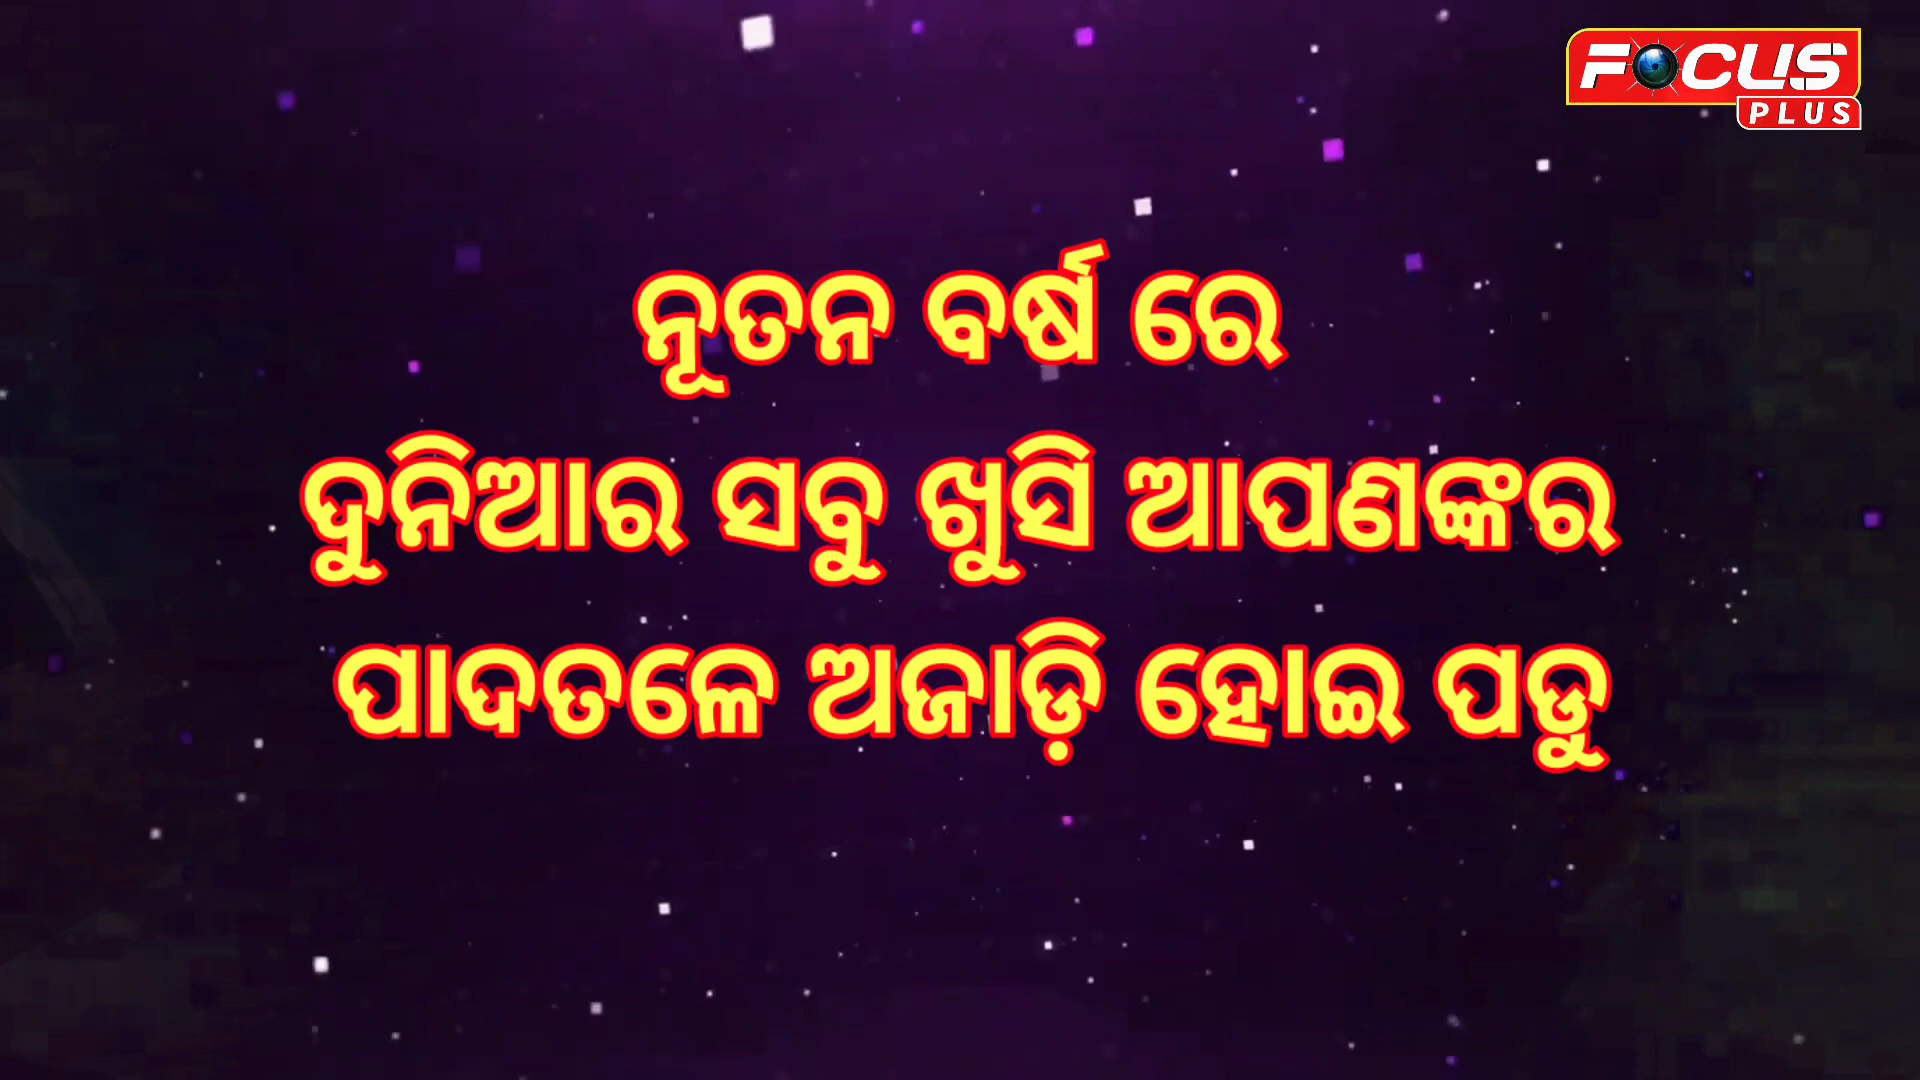 FOCUS
PLUS
ନୂତନ ବର୍ଷ ରେ
ଦୁନିଆର ସବୁ ଖୁସି ଆପଣଙ୍କର
ପାଦତଳେ ଅଜାଡ଼ି ହୋଇ ପଡୁ